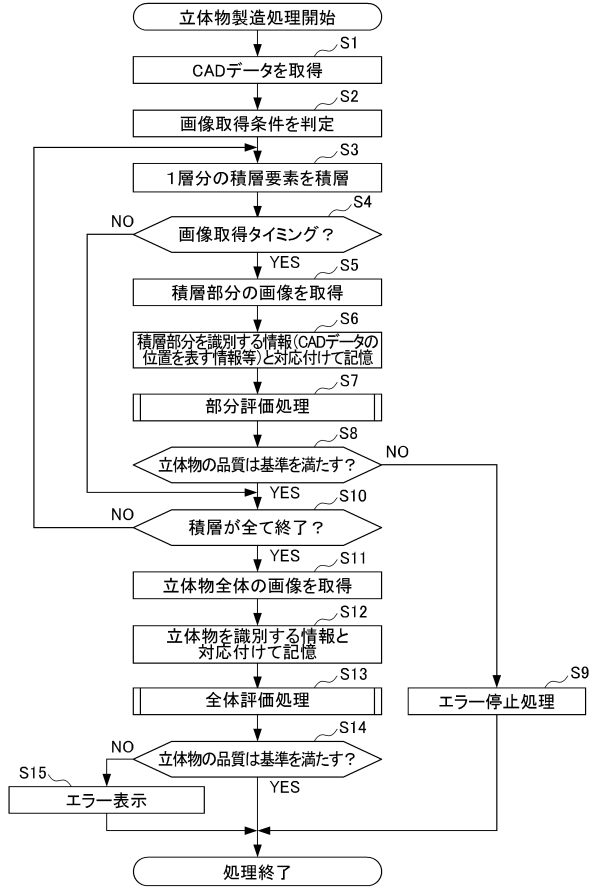 立体物製造処理開始
S1
CADデータを取得
S2
画像取得条件を判定
S3
1層分の積層要素を積層
S4
NO
画像取得タイミング？
YES
S5
積層部分の画像を取得
S6
積層部分を識別する情報(CADデータの
位置を表す情報等)と対応付けて記憶
S7
部分評価処理
S8
NO
立体物の品質は基準を満たす？
YES
S10
NO
積層が全て終了？
YES
S11
立体物全体の画像を取得
S12
立体物を識別する情報と
対応付けて記憶
S13
全体評価処理
S9
エラー停止処理
S14
NO
立体物の品質は基準を満たす？
YES
S15
エラー表示
処理終了